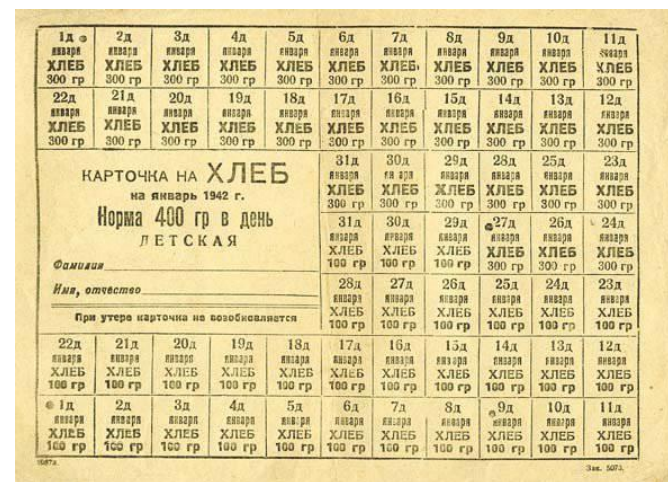 1д 2д 3д 4д 5д 6д 7д 8д 9д 10д 11д
января января января января января января января января января января января
ХЛЕБ ХЛЕБ ХЛЕБ ХЛЕБ ХЛЕБ ХЛЕБ ХЛЕБ ХЛЕБ ХЛЕБ ХЛЕБ ХЛЕБ
300 гр 300 гр 300 гр 300 гр 300 гр 300 гр 300 гр 300 гр 300 гр 300 гр 300 гр
22д 21д 20д 19д 18д 17д 16д 15д 14д 13д 12д
января января января января января января января января января января января
ХЛЕБ ХЛЕБ ХЛЕБ ХЛЕБ ХЛЕБ ХЛЕБ ХЛЕБ ХЛЕБ ХЛЕБ ХЛЕБ ХЛЕБ
300 гр 300 гр 300 гр 300 гр 300 гр 300 гр 300 гр 300 гр 300 гр 300 гр 300 гр
КАРТОЧКА НА ХЛЕБ
на январь 1942 г.
Норма 400 гр в день
ДЕТСКАЯ
Фамилия
Имя, отчество
При утере карточка не возобновляется
31д 30д 29д 28д 25д 23д
января января января января января января
ХЛЕБ ХЛЕБ ХЛЕБ ХЛЕБ ХЛЕБ ХЛЕБ
300 гр 300 гр 300 гр 300 гр 300 гр 300 гр
31д 30д 29д 27д 26д 24д
января января января января января января
ХЛЕБ ХЛЕБ ХЛЕБ ХЛЕБ ХЛЕБ ХЛЕБ
100 гр 100 гр 100 гр 300 гр 300 гр 300 гр
28д 27д 26д 25д 24д 23д
января января января января января января
ХЛЕБ ХЛЕБ ХЛЕБ ХЛЕБ ХЛЕБ ХЛЕБ
100 гр 100 гр 100 гр 100 гр 100 гр 100 гр
22д 21д 20д 19д 18д 17д 16д 15д 14д 13д 12д
января января января января января января января января января января января
ХЛЕБ ХЛЕБ ХЛЕБ ХЛЕБ ХЛЕБ ХЛЕБ ХЛЕБ ХЛЕБ ХЛЕБ ХЛЕБ ХЛЕБ
100 гр 100 гр 100 гр 100 гр 100 гр 100 гр 100 гр 100 гр 100 гр 100 гр 100 гр
1д 2д 3д 4д 5д 6д 7д 8д 9д 10д 11д
января января января января января января января января января января января
ХЛЕБ ХЛЕБ ХЛЕБ ХЛЕБ ХЛЕБ ХЛЕБ ХЛЕБ ХЛЕБ ХЛЕБ ХЛЕБ ХЛЕБ
100 гр 100 гр 100 гр 100 гр 100 гр 100 гр 100 гр 100 гр 100 гр 100 гр 100 гр
Зак. 5073.